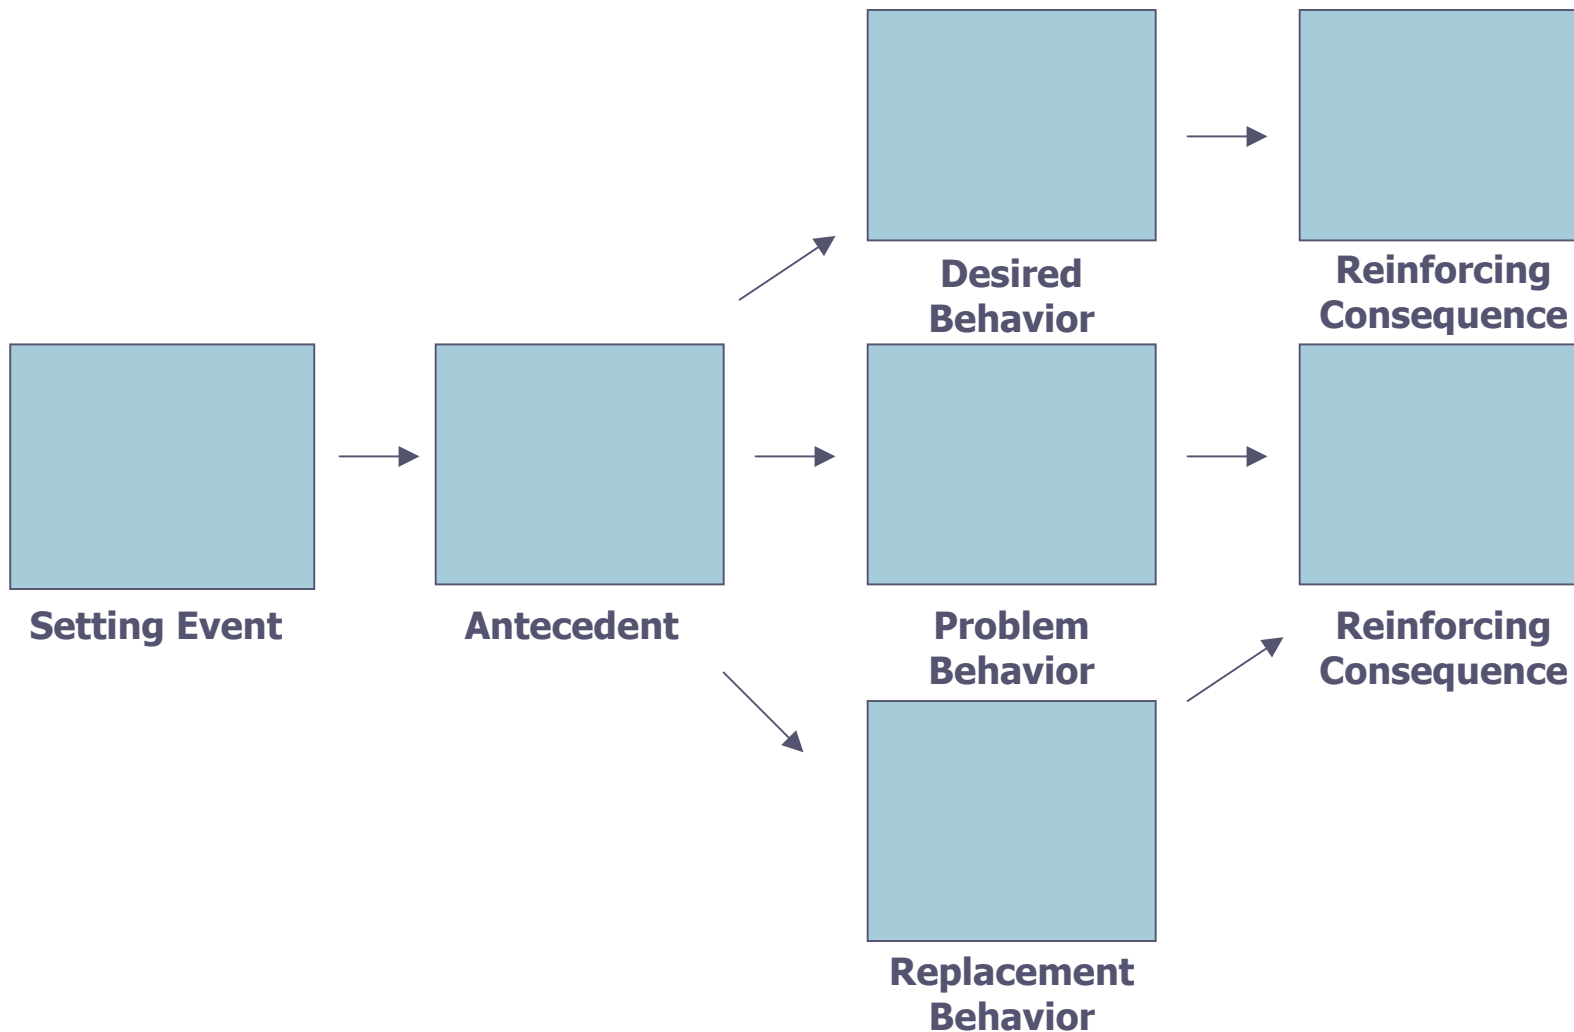 Desired
Behavior
Reinforcing
Consequence
Setting Event
Antecedent
Problem
Behavior
Reinforcing
Consequence
Replacement
Behavior